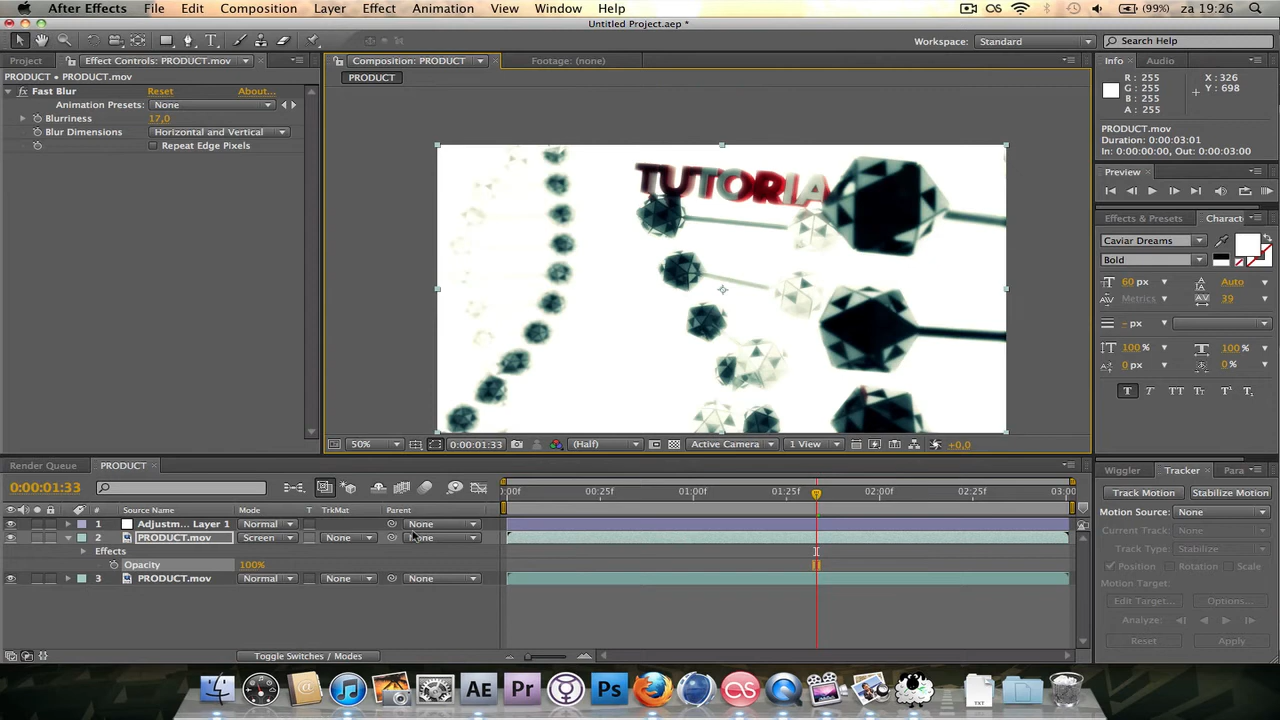 After Effects File Edit Composition Layer Effect Animation View Window Help (99%) za 19:26
Untitled Project.aep *
Workspace: Standard Search Help
Project Effect Controls: PRODUCT.mov Composition: PRODUCT Footage: (none) Info Audio
PRODUCT • PRODUCT.mov PRODUCT
Fast Blur Reset About...
Animation Presets: None
Blurriness 17,0
Blur Dimensions Horizontal and Vertical
Repeat Edge Pixels
R : 255 X : 326
G : 255 Y : 698
B : 255
A : 255
PRODUCT.mov
Duration: 0:00:03:01
In: 0:00:00:00, Out: 0:00:03:00
Preview
Effects & Presets Charact
Caviar Dreams
Bold
60 px Auto
Metrics 39
- px
100% 100%
0 px 0%
T T TT Tr T¹ T₁
TUTORIA
50% 0:00:01:33 (Half) Active Camera 1 View +0,0
Render Queue PRODUCT
0:00:01:33
0:00f 00:25f 01:00f 01:25f 02:00f 02:25f 03:00
# Source Name Mode T TrkMat Parent
1 Adjustm... Layer 1 Normal None
2 PRODUCT.mov Screen None None
Effects
Opacity 100%
3 PRODUCT.mov Normal None None
Toggle Switches / Modes
Wiggler Tracker Para
Track Motion Stabilize Motion
Motion Source: None
Current Track: None
Track Type: Stabilize
Position Rotation Scale
Motion Target:
Edit Target... Options...
Analyze:
Reset Apply
AE Pr Ps
TXT